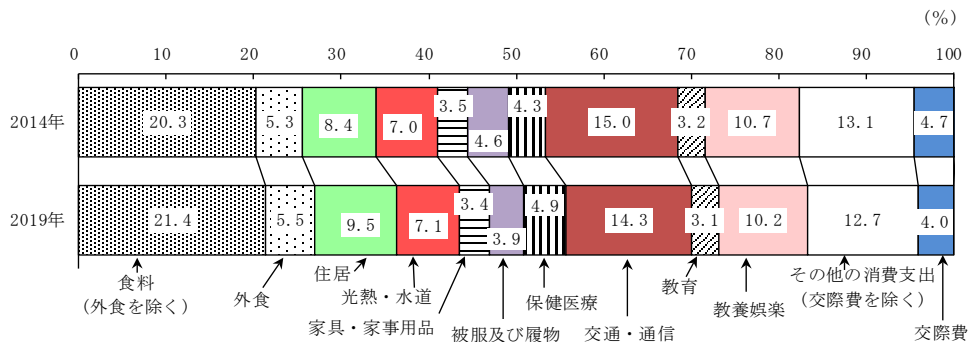 (%)
0 10 20 30 40 50 60 70 80 90 100
2014年 20.3 5.3 8.4 7.0 3.5 4.6 4.3 15.0 3.2 10.7 13.1 4.7
2019年 21.4 5.5 9.5 7.1 3.4 3.9 4.9 14.3 3.1 10.2 12.7 4.0
食料
(外食を除く)
外食
住居
光熱・水道
家具・家事用品
被服及び履物
保健医療
交通・通信
教育
教養娯楽
その他の消費支出
(交際費を除く)
交際費